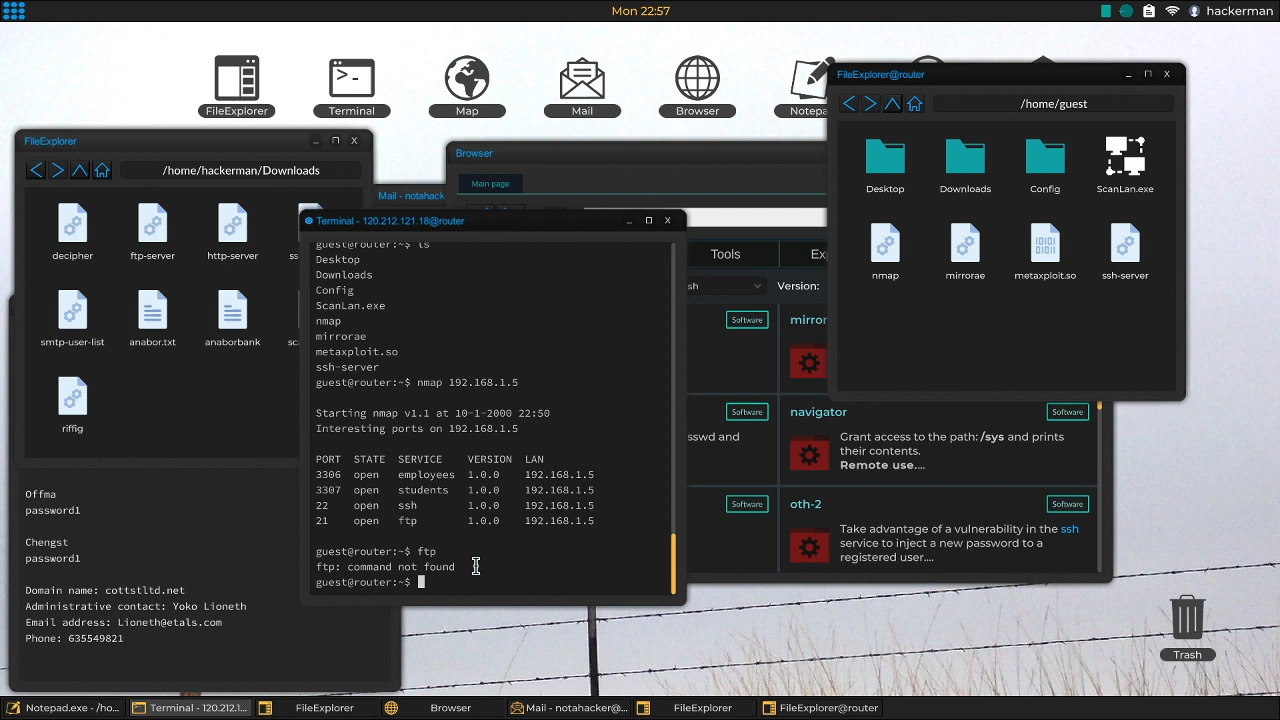 Mon 22:57
hackerman
FileExplorer
Terminal
Map
Mail
Browser
Notepa
FileExplorer@router
/home/guest
Desktop
Downloads
Config
ScanLan.exe
nmap
mirrorae
metaxploit.so
ssh-server
FileExplorer
/home/hackerman/Downloads
decipher
ftp-server
http-server
ss
smtp-user-list
anabor.txt
anaborbank
sca
riffig
Mail - notahack
Browser
Main page
Tools
Exp
sh
Version:
Software
mirror
Software
navigator
Software
sswd and
Grant access to the path: /sys and prints
their contents.
Remote use....
Software
oth-2
Software
Take advantage of a vulnerability in the ssh
service to inject a new password to a
registered user....
Terminal - 120.212.121.18@router
guest@router:~$ ls
Desktop
Downloads
Config
ScanLan.exe
nmap
mirrorae
metaxploit.so
ssh-server
guest@router:~$ nmap 192.168.1.5
Starting nmap v1.1 at 10-1-2000 22:50
Interesting ports on 192.168.1.5
PORT STATE SERVICE VERSION LAN
3306 open employees 1.0.0 192.168.1.5
3307 open students 1.0.0 192.168.1.5
22 open ssh 1.0.0 192.168.1.5
21 open ftp 1.0.0 192.168.1.5
guest@router:~$ ftp
ftp: command not found
guest@router:~$
Offma
password1
Chengst
password1
Domain name: cottstltd.net
Administrative contact: Yoko Lioneth
Email address: Lioneth@etals.com
Phone: 635549821
Trash
Notepad.exe - /ho...
Terminal - 120.212.1...
FileExplorer
Browser
Mail - notahacker@...
FileExplorer
FileExplorer@router